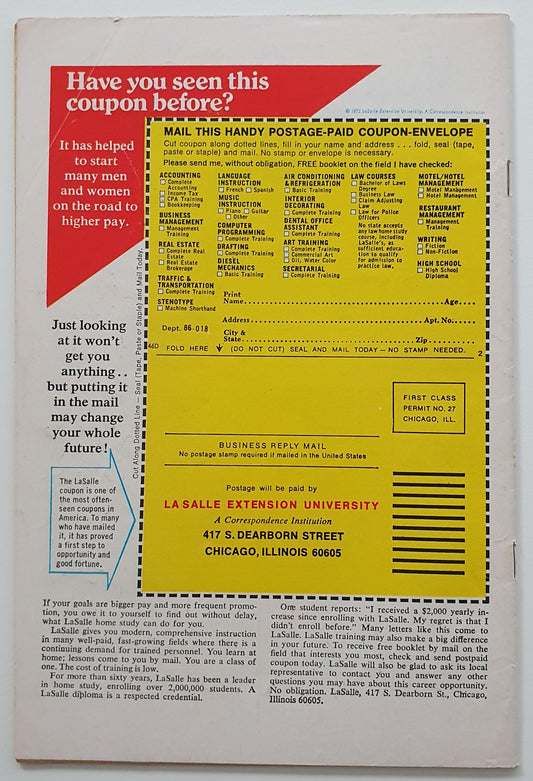 Have you seen this
coupon before?
© 1972 LaSalle Extension University, A Correspondence Institution
It has helped
to start
many men
and women
on the road to
higher pay.
Just looking
at it won't
get you
anything . .
but putting it
in the mail
may change
your whole
future!
The LaSalle
coupon is one of
the most often-
seen coupons in
America. To many
who have mailed
it, it has proved
a first step to
opportunity and
good fortune.
Cut Along Dotted Line — Seal (Tape, Paste or Staple) and Mail Today
MAIL THIS HANDY POSTAGE-PAID COUPON-ENVELOPE
Cut coupon along dotted lines, fill in your name and address . . . fold, seal (tape,
paste or staple) and mail. No stamp or envelope is necessary.
Please send me, without obligation, FREE booklet on the field I have checked:
ACCOUNTING
Complete
Accounting
Income Tax
CPA Training
Bookkeeping
BUSINESS
MANAGEMENT
Management
Training
REAL ESTATE
Complete Real
Estate
Real Estate
Brokerage
TRAFFIC &
TRANSPORTATION
Complete Training
STENOTYPE
Machine Shorthand
LANGUAGE
INSTRUCTION
French Spanish
MUSIC
INSTRUCTION
Piano Guitar
Other
COMPUTER
PROGRAMMING
Complete Training
DRAFTING
Complete Training
DIESEL
MECHANICS
Basic Training
AIR CONDITIONING
& REFRIGERATION
Basic Training
INTERIOR
DECORATING
Complete Training
DENTAL OFFICE
ASSISTANT
Complete Training
ART TRAINING
Complete Training
Commercial Art
Oil, Water Color
SECRETARIAL
Complete Training
LAW COURSES
Bachelor of Laws
Degree
Business Law
Claim Adjusting
Law
Law for Police
Officers
No state accepts
any law home study
course, including
LaSalle's, as
sufficient educa-
tion to qualify
for admission to
practice law.
MOTEL/HOTEL
MANAGEMENT
Motel Management
Hotel Management
RESTAURANT
MANAGEMENT
Management
Training
WRITING
Fiction
Non-Fiction
HIGH SCHOOL
High School
Diploma
Print
Name.......Age....
Address.......Apt. No.....
Dept. 86-018
City &
State.......Zip.......
46D FOLD HERE (DO NOT CUT) SEAL AND MAIL TODAY — NO STAMP NEEDED. 2
FIRST CLASS
PERMIT NO. 27
CHICAGO, ILL.
BUSINESS REPLY MAIL
No postage stamp required if mailed in the United States
Postage will be paid by
LA SALLE EXTENSION UNIVERSITY
A Correspondence Institution
417 S. DEARBORN STREET
CHICAGO, ILLINOIS 60605
If your goals are bigger pay and more frequent promo-
tion, you owe it to yourself to find out without delay,
what LaSalle home study can do for you.
LaSalle gives you modern, comprehensive instruction
in many well-paid, fast-growing fields where there is a
continuing demand for trained personnel. You learn at
home; lessons come to you by mail. You are a class of
one. The cost of training is low.
For more than sixty years, LaSalle has been a leader
in home study, enrolling over 2,000,000 students. A
LaSalle diploma is a respected credential.
One student reports: "I received a $2,000 yearly in-
crease since enrolling with LaSalle. My regret is that I
didn't enroll before." Many letters like this come to
LaSalle. LaSalle training may also make a big difference
in your future. To receive free booklet by mail on the
field that interests you most, check and send postpaid
coupon today. LaSalle will also be glad to ask its local
representative to contact you and answer any other
questions you may have about this career opportunity.
No obligation. LaSalle, 417 S. Dearborn St., Chicago,
Illinois 60605.